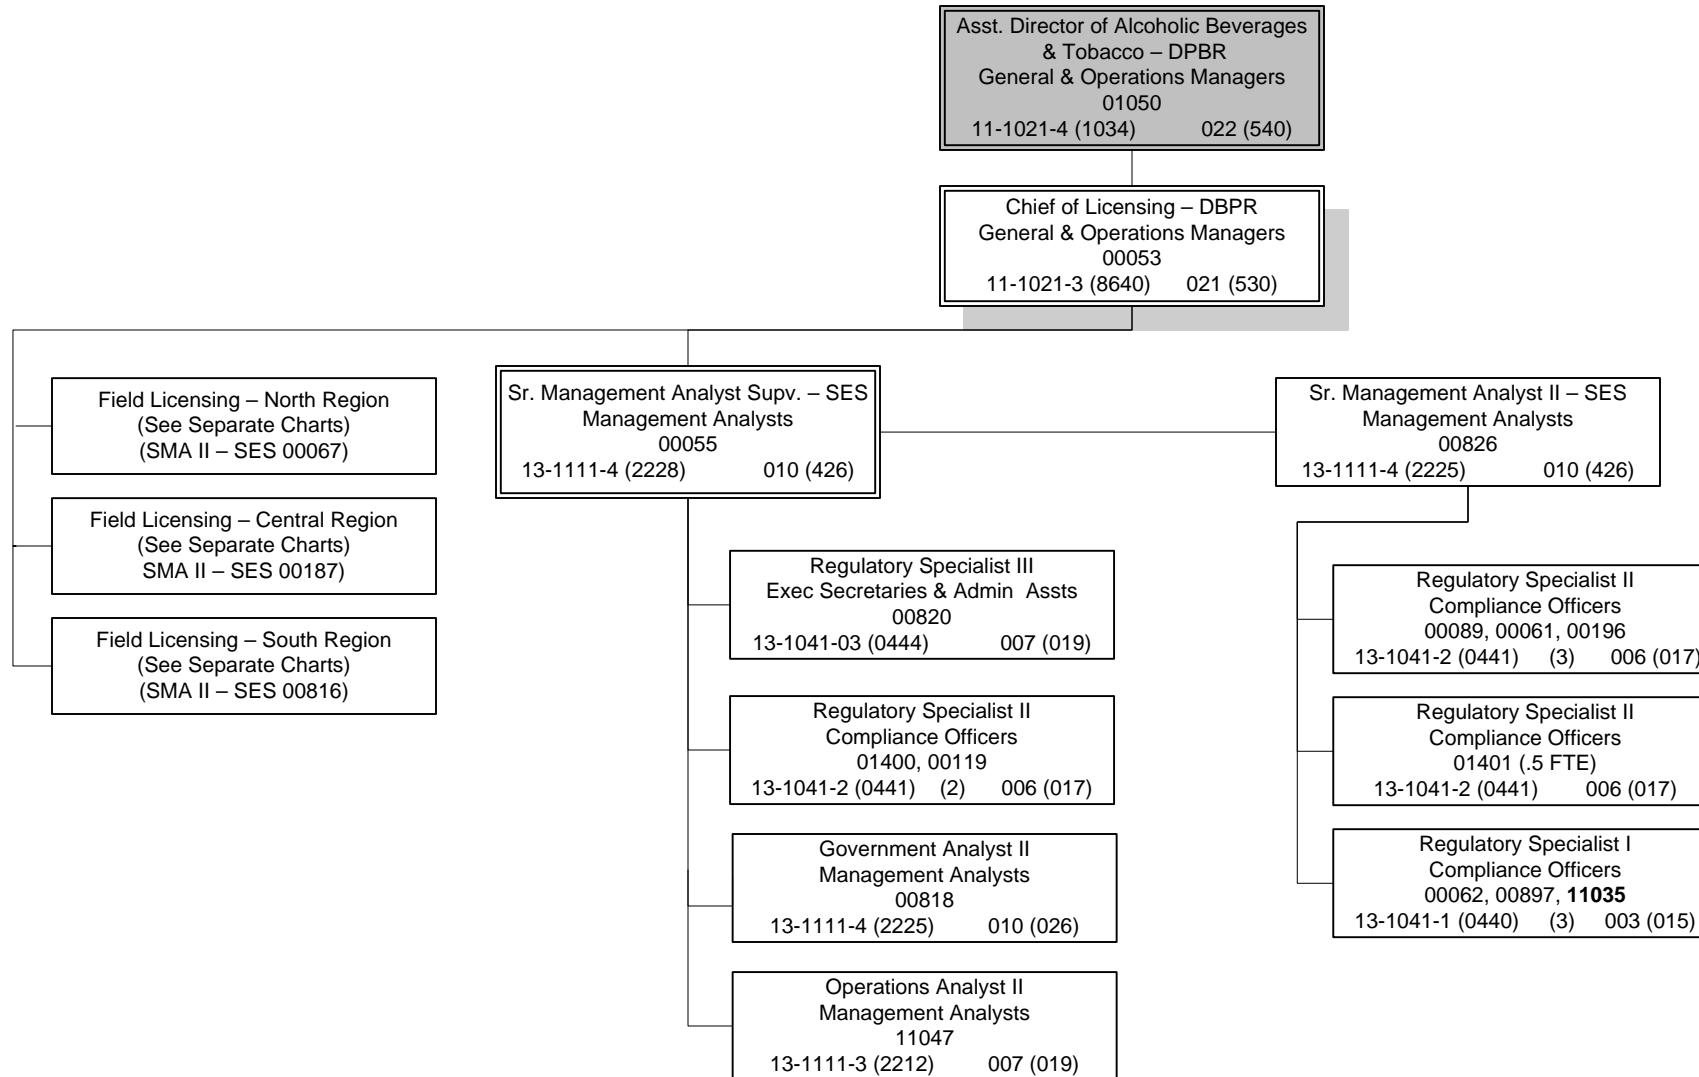 Asst. Director of Alcoholic Beverages
& Tobacco – DPBR
General & Operations Managers
01050
11-1021-4 (1034) 022 (540)
Chief of Licensing – DBPR
General & Operations Managers
00053
11-1021-3 (8640) 021 (530)
Field Licensing – North Region
(See Separate Charts)
(SMA II – SES 00067)
Field Licensing – Central Region
(See Separate Charts)
SMA II – SES 00187)
Field Licensing – South Region
(See Separate Charts)
(SMA II – SES 00816)
Sr. Management Analyst Supv. – SES
Management Analysts
00055
13-1111-4 (2228) 010 (426)
Regulatory Specialist III
Exec Secretaries & Admin Assts
00820
13-1041-03 (0444) 007 (019)
Regulatory Specialist II
Compliance Officers
01400, 00119
13-1041-2 (0441) (2) 006 (017)
Government Analyst II
Management Analysts
00818
13-1111-4 (2225) 010 (026)
Operations Analyst II
Management Analysts
11047
13-1111-3 (2212) 007 (019)
Sr. Management Analyst II – SES
Management Analysts
00826
13-1111-4 (2225) 010 (426)
Regulatory Specialist II
Compliance Officers
00089, 00061, 00196
13-1041-2 (0441) (3) 006 (017)
Regulatory Specialist II
Compliance Officers
01401 (.5 FTE)
13-1041-2 (0441) 006 (017)
Regulatory Specialist I
Compliance Officers
00062, 00897, 11035
13-1041-1 (0440) (3) 003 (015)